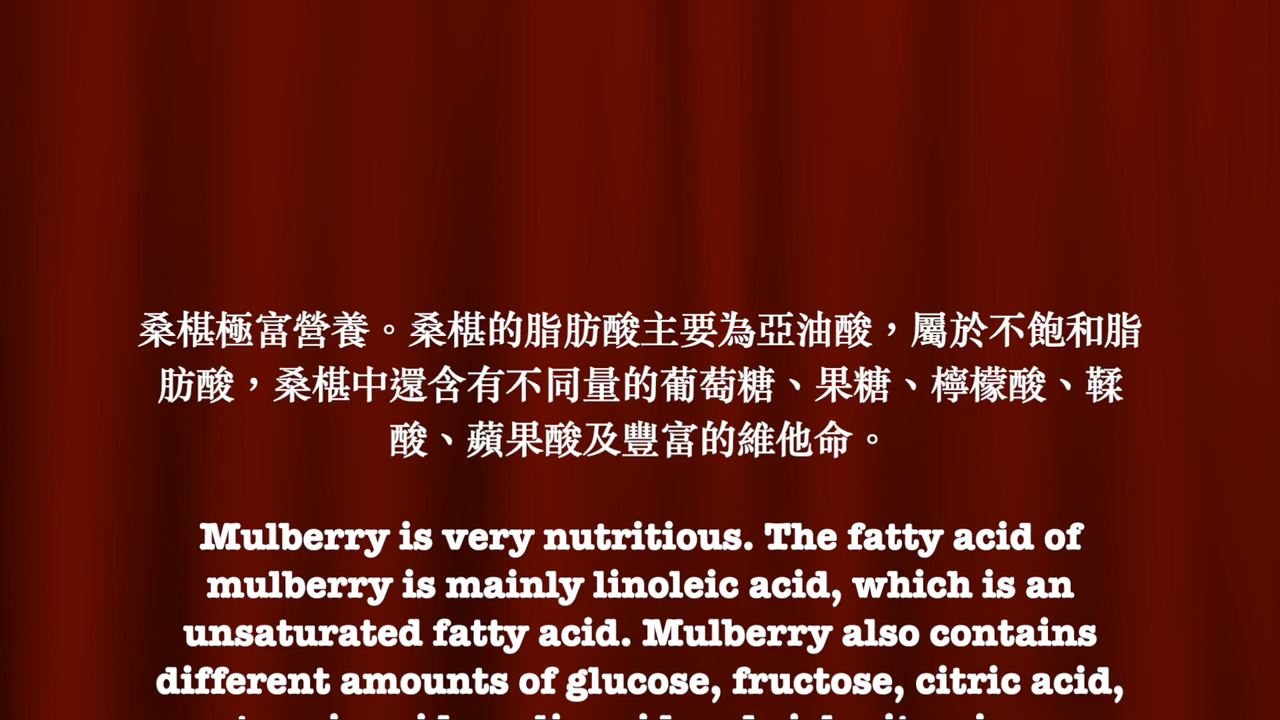 桑椹極富營養。桑椹的脂肪酸主要為亞油酸，屬於不飽和脂
肪酸，桑椹中還含有不同量的葡萄糖、果糖、檸檬酸、鞣
酸、蘋果酸及豐富的維他命。
Mulberry is very nutritious. The fatty acid of
mulberry is mainly linoleic acid, which is an
unsaturated fatty acid. Mulberry also contains
different amounts of glucose, fructose, citric acid,